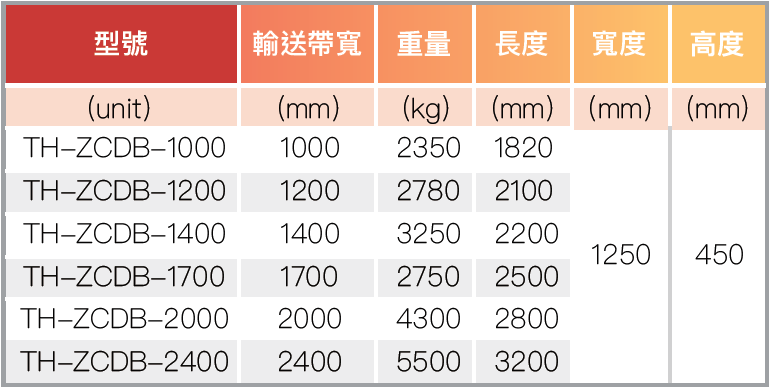 型號 輸送帶寬 重量 長度 寬度 高度
(unit) (mm) (kg) (mm) (mm) (mm)
TH-ZCDB-1000 1000 2350 1820
TH-ZCDB-1200 1200 2780 2100
TH-ZCDB-1400 1400 3250 2200
1250 450
TH-ZCDB-1700 1700 2750 2500
TH-ZCDB-2000 2000 4300 2800
TH-ZCDB-2400 2400 5500 3200